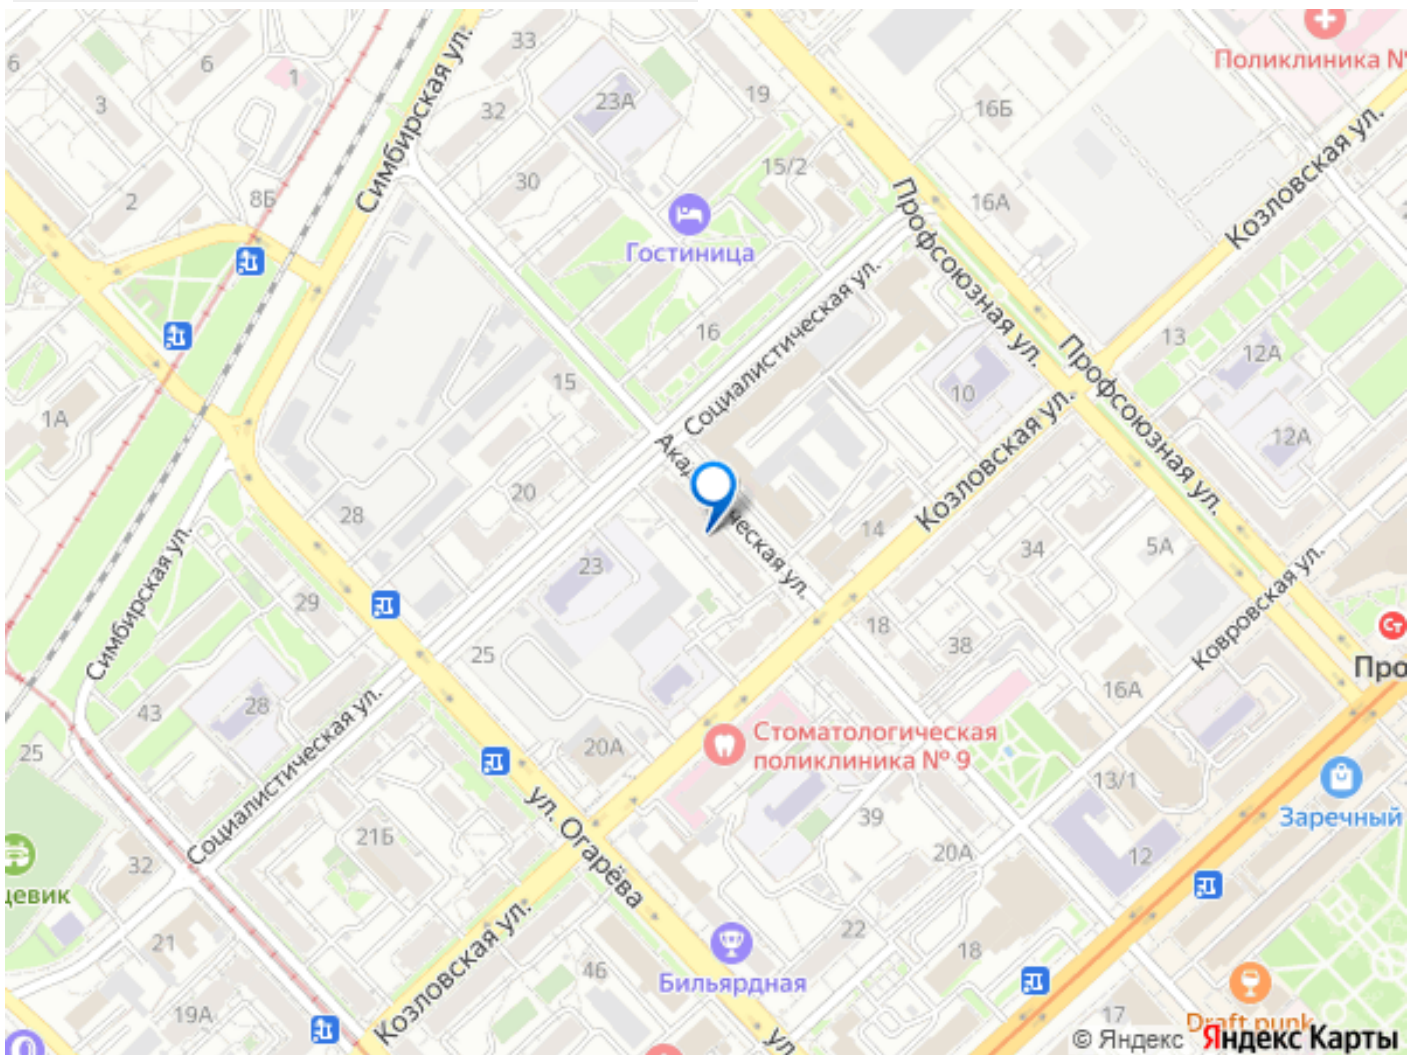 33
6
6
1
3
32
23А
19
16Б
Поликлиника №
Симбирская ул.
Козловская ул.
30
15/2
2
8Б
16А
Профсоюзная ул.
Гостиница
Социалистическая ул.
16
Профсоюзная ул.
13
12А
15
10
1А
12А
Козловская ул.
20
28
14
34
5А
23
Симбирская ул.
29
18
38
Ковровская ул.
25
Про
16А
43
28
Социалистическая ул.
25
20А
Стоматологическая
поликлиника № 9
13/1
Заречный
ул. Огарёва
39
21Б
20А
12
32
цевик
22
21
18
Козловская ул.
46
Бильярдная
19А
17
Draft punk
ул.
© Яндекс Яндекс Карты